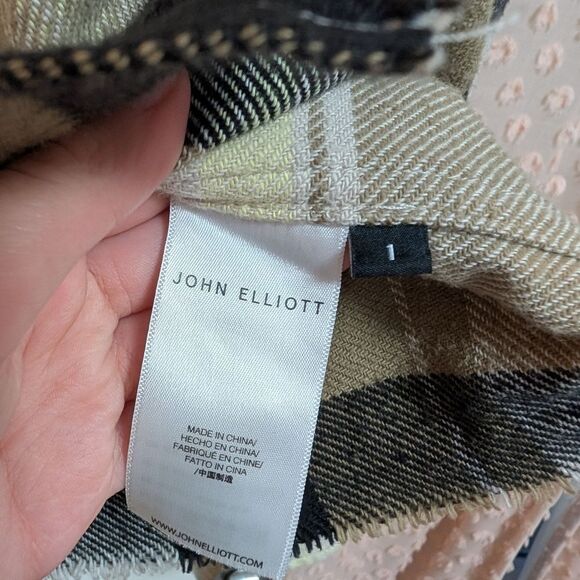 1
JOHN ELLIOTT
MADE IN CHINA/
HECHO EN CHINA/
FABRIQUÉ EN CHINE/
FATTO IN CINA
/中国制造
WWW.JOHNELLIOTT.COM